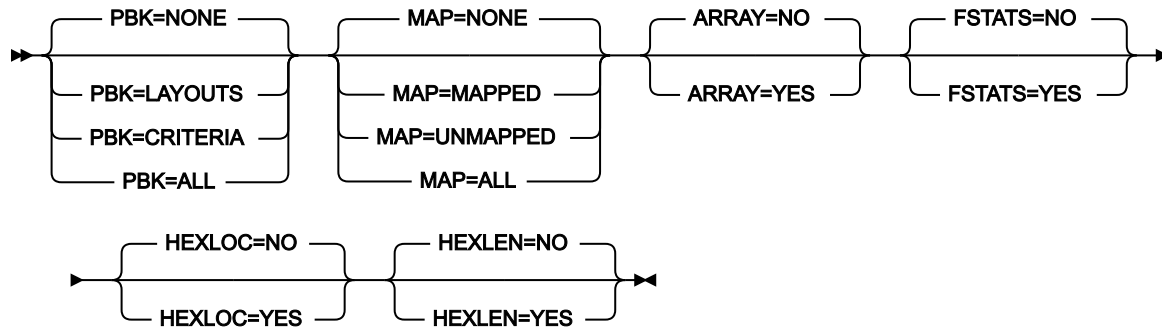 PBK=NONE MAP=NONE ARRAY=NO FSTATS=NO
PBK=LAYOUTS MAP=MAPPED ARRAY=YES FSTATS=YES
PBK=CRITERIA MAP=UNMAPPED
PBK=ALL MAP=ALL
HEXLOC=NO HEXLEN=NO
HEXLOC=YES HEXLEN=YES